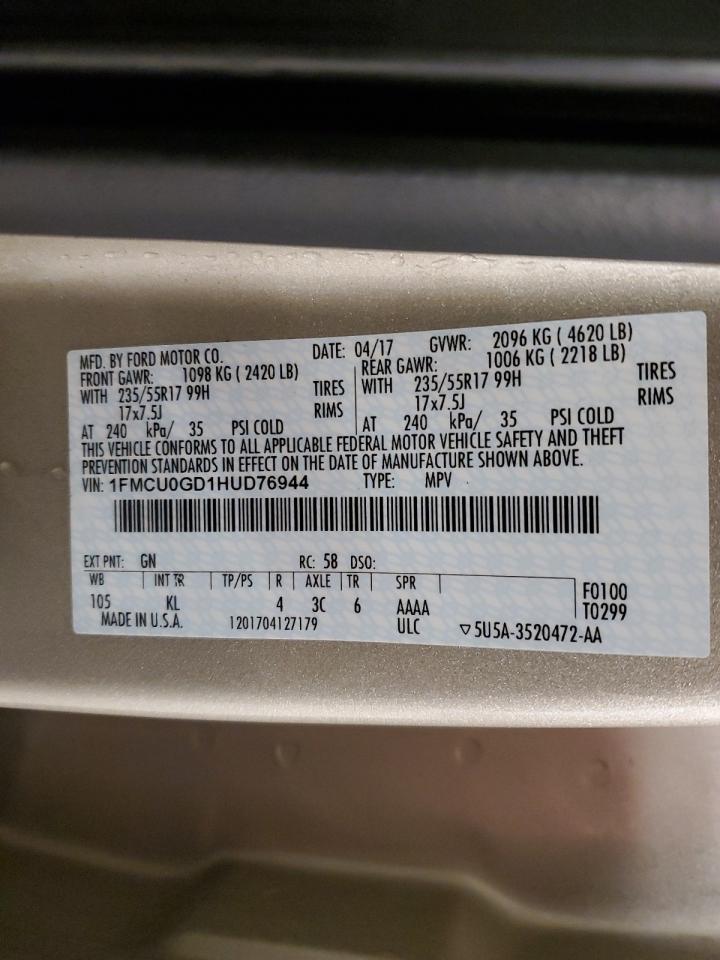 MFD. BY FORD MOTOR CO. DATE: 04/17 GVWR: 2096 KG ( 4620 LB)
FRONT GAWR: 1098 KG ( 2420 LB) REAR GAWR: 1006 KG ( 2218 LB)
WITH 235/55R17 99H TIRES WITH 235/55R17 99H TIRES
17x7.5J RIMS 17x7.5J RIMS
AT 240 kPa/ 35 PSI COLD AT 240 kPa/ 35 PSI COLD
THIS VEHICLE CONFORMS TO ALL APPLICABLE FEDERAL MOTOR VEHICLE SAFETY AND THEFT
PREVENTION STANDARDS IN EFFECT ON THE DATE OF MANUFACTURE SHOWN ABOVE.
VIN: 1FMCU0GD1HUD76944 TYPE: MPV
EXT PNT: GN RC: 58 DSO:
WB INT TR TP/PS R AXLE TR SPR F0100
105 KL 4 3C 6 AAAA T0299
MADE IN U.S.A. 1201704127179 ULC ▽5U5A-3520472-AA